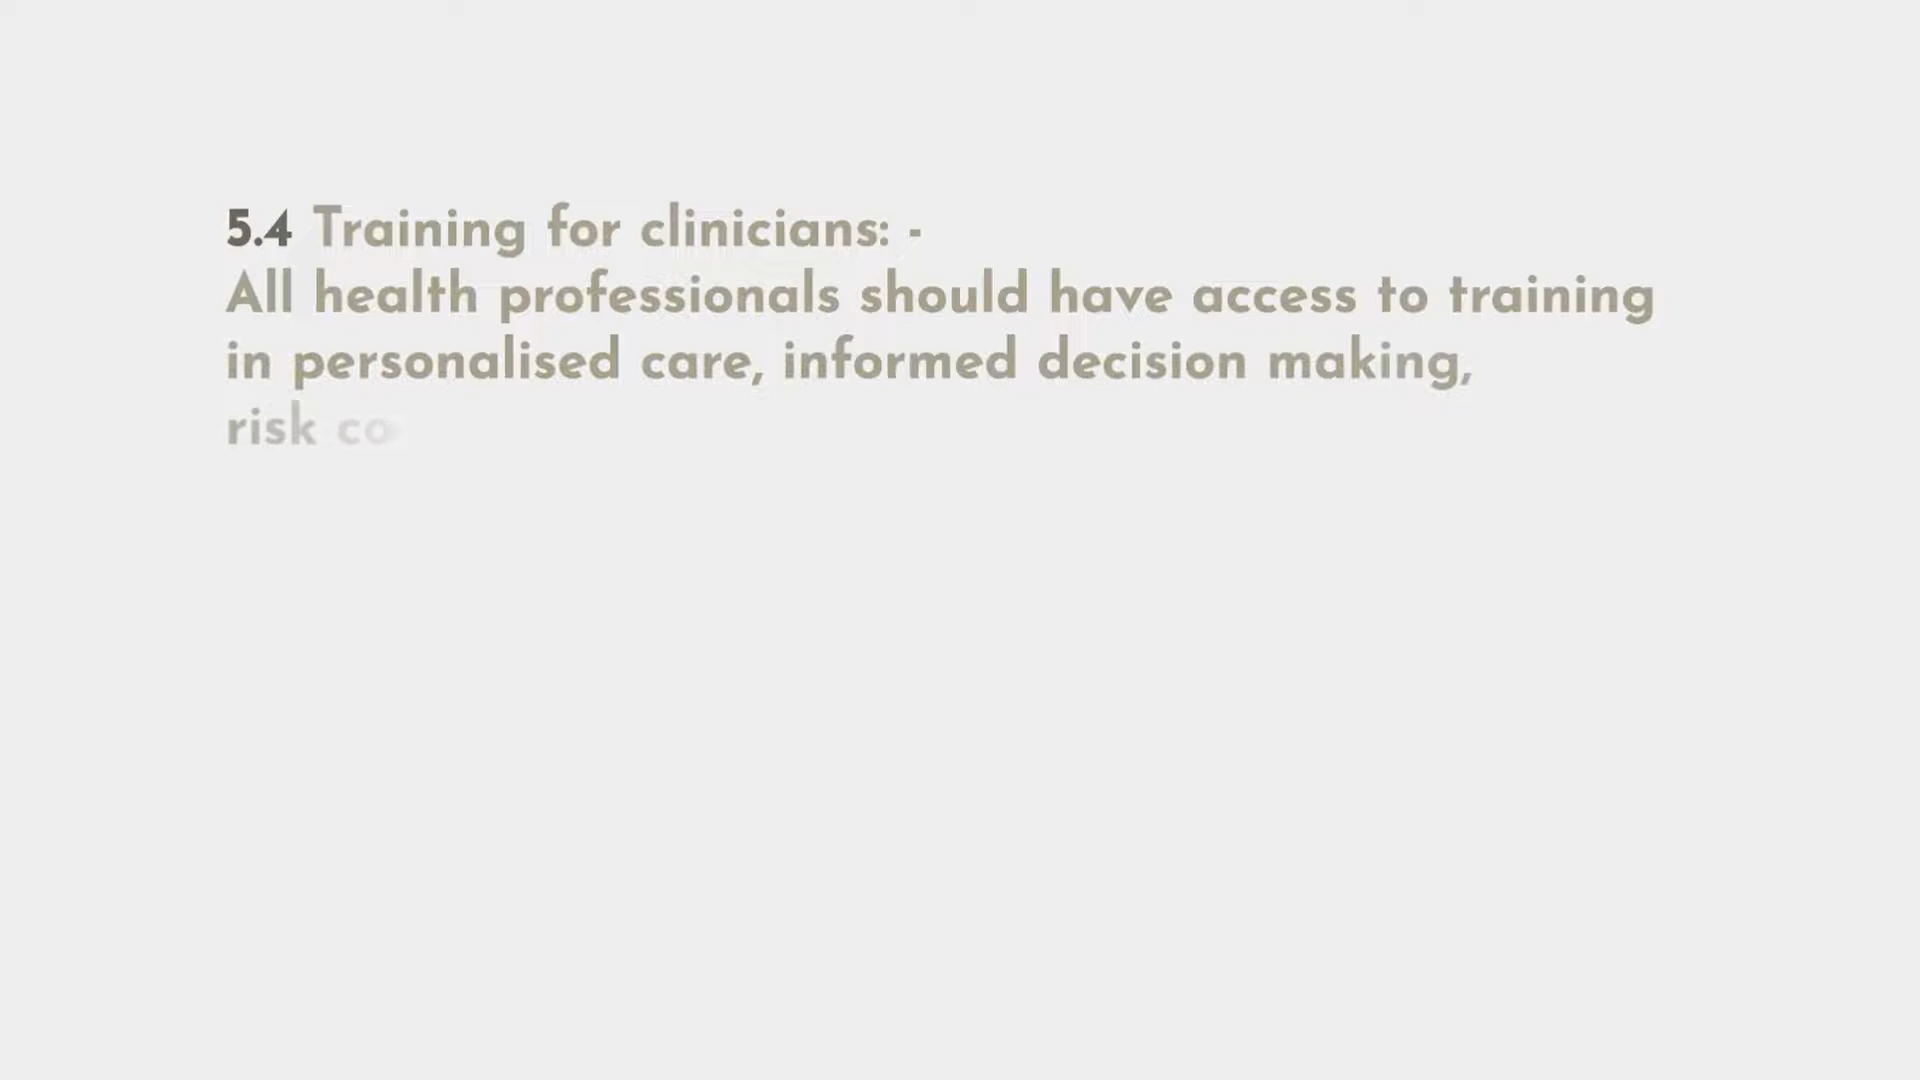 5.4 Training for clinicians: -
All health professionals should have access to training
in personalised care, informed decision making,
risk co